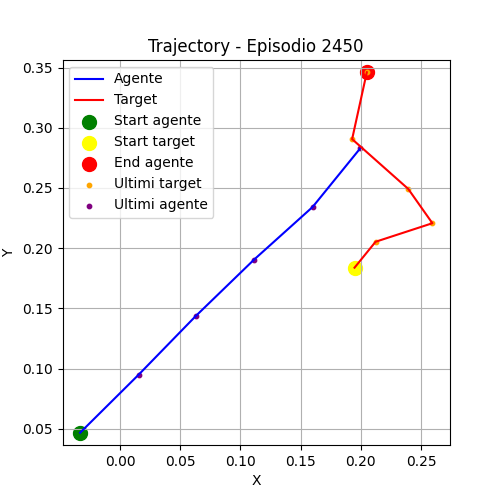 Trajectory - Episodio 2450
Agente
Target
Start agente
Start target
End agente
Ultimi target
Ultimi agente
0.35
0.30
0.25
0.20
0.15
0.10
0.05
Y
0.00
0.05
0.10
0.15
0.20
0.25
X